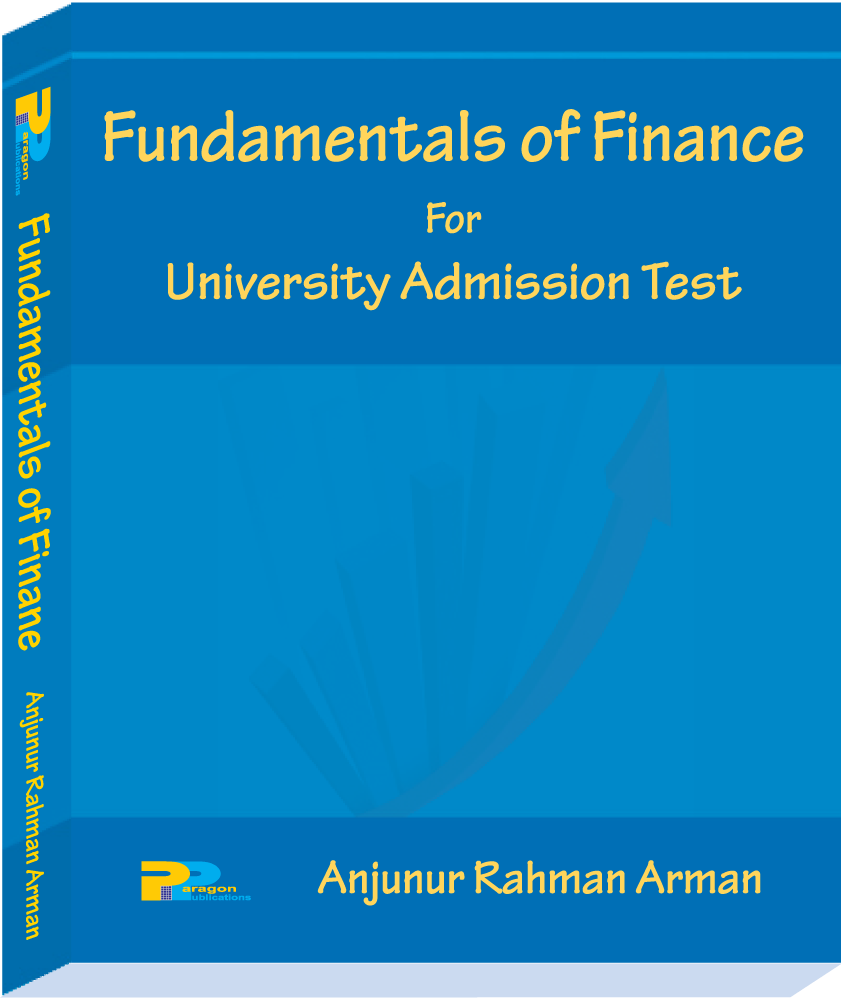 Fundamentals of Finance
For
University Admission Test
Paragon
Publications
Anjunur Rahman Arman
Paragon
Publications
Fundamentals of Finane
Anjunur Rahman Arman